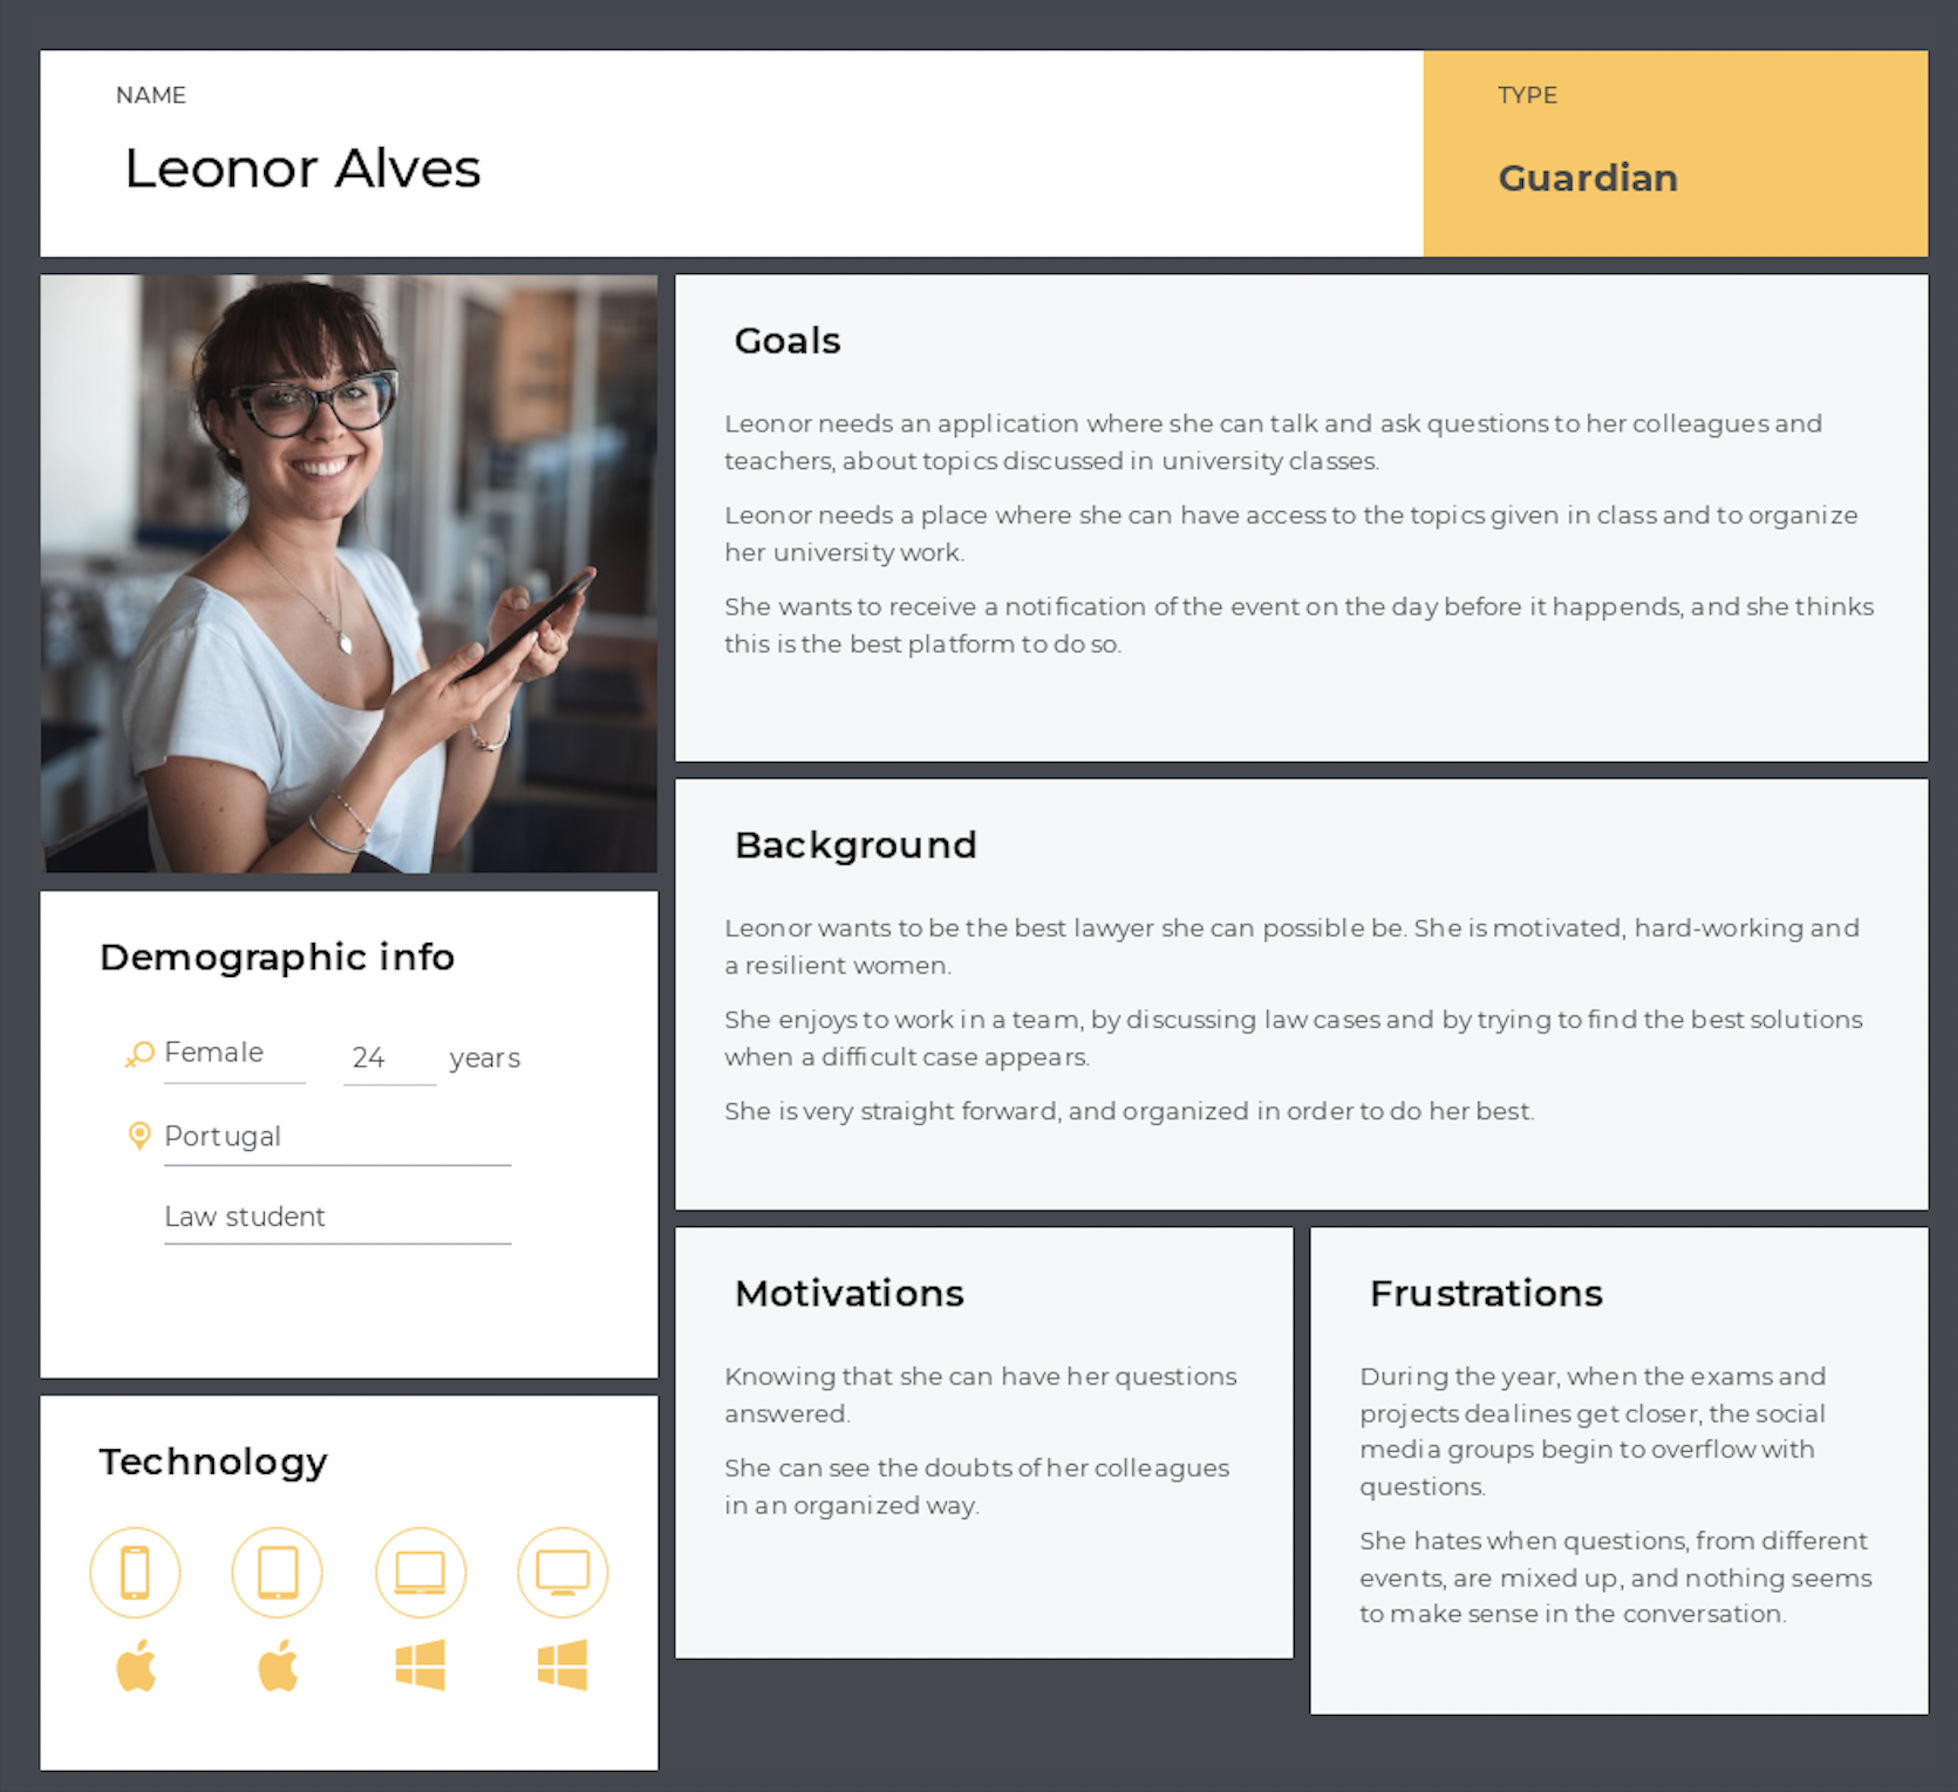 NAME
Leonor Alves
TYPE
Guardian
Goals
Leonor needs an application where she can talk and ask questions to her colleagues and
teachers, about topics discussed in university classes.
Leonor needs a place where she can have access to the topics given in class and to organize
her university work.
She wants to receive a notification of the event on the day before it happends, and she thinks
this is the best platform to do so.
Background
Leonor wants to be the best lawyer she can possible be. She is motivated, hard-working and
a resilient women.
She enjoys to work in a team, by discussing law cases and by trying to find the best solutions
when a difficult case appears.
She is very straight forward, and organized in order to do her best.
Demographic info
Female 24 years
Portugal
Law student
Technology
Motivations
Knowing that she can have her questions
answered.
She can see the doubts of her colleagues
in an organized way.
Frustrations
During the year, when the exams and
projects dealines get closer, the social
media groups begin to overflow with
questions.
She hates when questions, from different
events, are mixed up, and nothing seems
to make sense in the conversation.